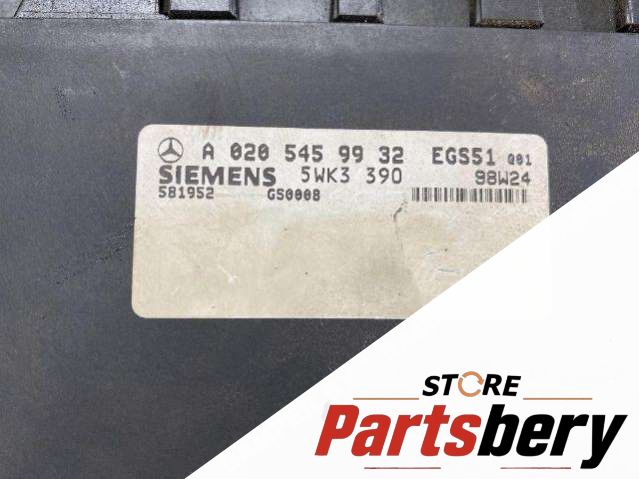 A 020 545 99 32 EGS51 Q01
SIEMENS 5WK3 390 98W24
581952 GS0008
STORE
Partsbery